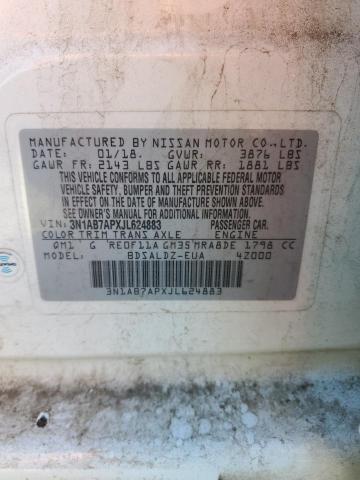 MANUFACTURED BY NISSAN MOTOR CO.,LTD.
DATE: 01/18. GVWR: 3876 LBS
GAWR FR: 2143 LBS GAWR RR: 1881 LBS
THIS VEHICLE CONFORMS TO ALL APPLICABLE
FEDERAL MOTOR VEHICLE SAFETY, BUMPER AND THEFT PREVENTION
STANDARDS IN EFFECT ON THE DATE OF MANUFACTURE SHOWN ABOVE.
SEE OWNER'S MANUAL FOR ADDITIONAL INFORMATION.
VIN: 3N1AB7APXJL624883 PASSENGER CAR.
COLOR TRIM TRANS AXLE ENGINE
QM1 G RE0F11A GM35 MRA8DE 1798 CC
MODEL: BDSALDZ-EUA 4Z000
3N1AB7APXJL624883